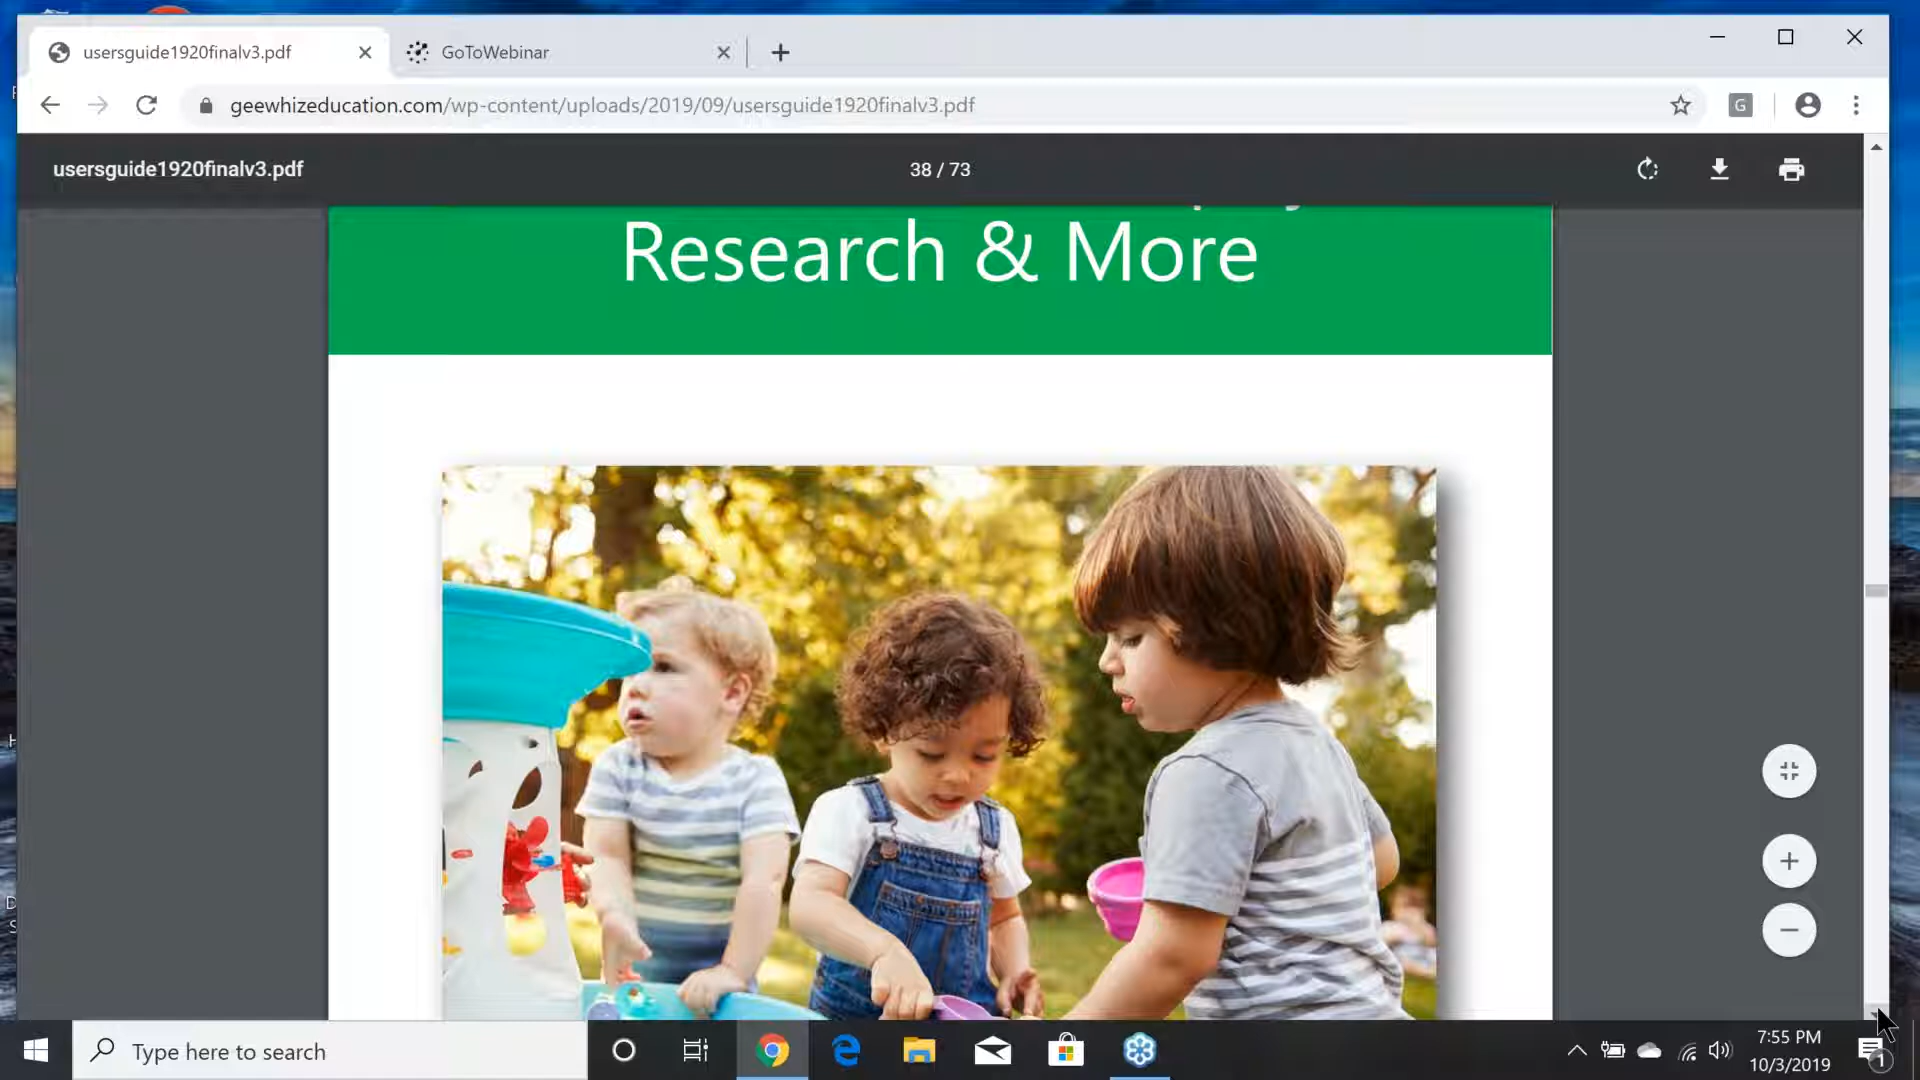 usersguide1920finalv3.pdf
GoToWebinar
geewhizeducation.com/wp-content/uploads/2019/09/usersguide1920finalv3.pdf
G
usersguide1920finalv3.pdf
38 / 73
Research & More
Type here to search
7:55 PM
10/3/2019
1